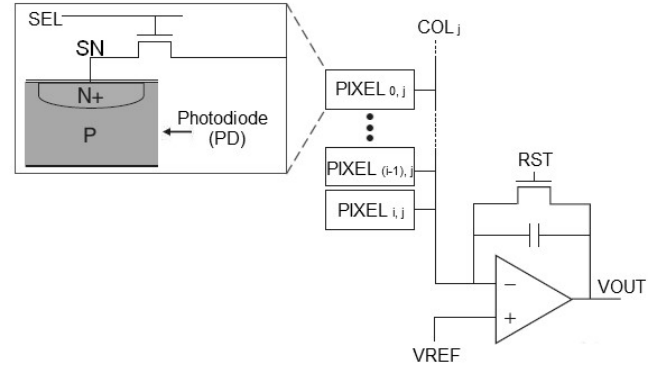 SEL
SN
N+
P
Photodiode
(PD)
COL j
PIXEL 0, j
PIXEL (i-1), j
PIXEL i, j
RST
−
+
VOUT
VREF